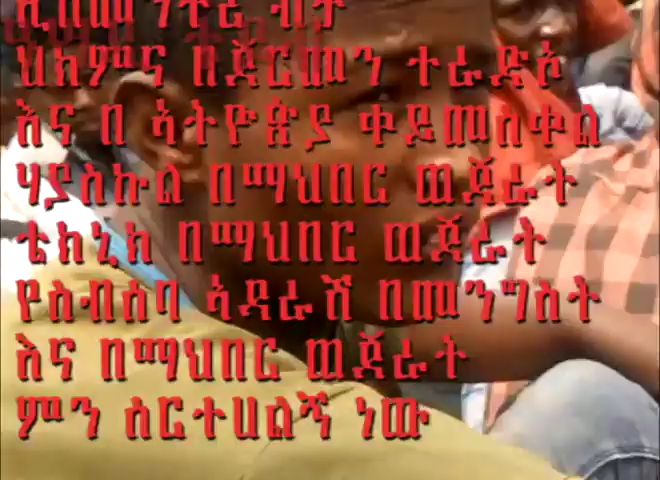 ህክምና በጀርመን ተራድኦ
እና በ ኣትዮጵያ ቀይመስቀል
ሃያስኩል በማህበር ወጀራት
ቴክኒክ በማህበር ወጀራት
የስብሰባ ኣዳራሽ በመንግስት
እና በማህበር ወጀራት
ምን ሰርተሀልኝ ነው